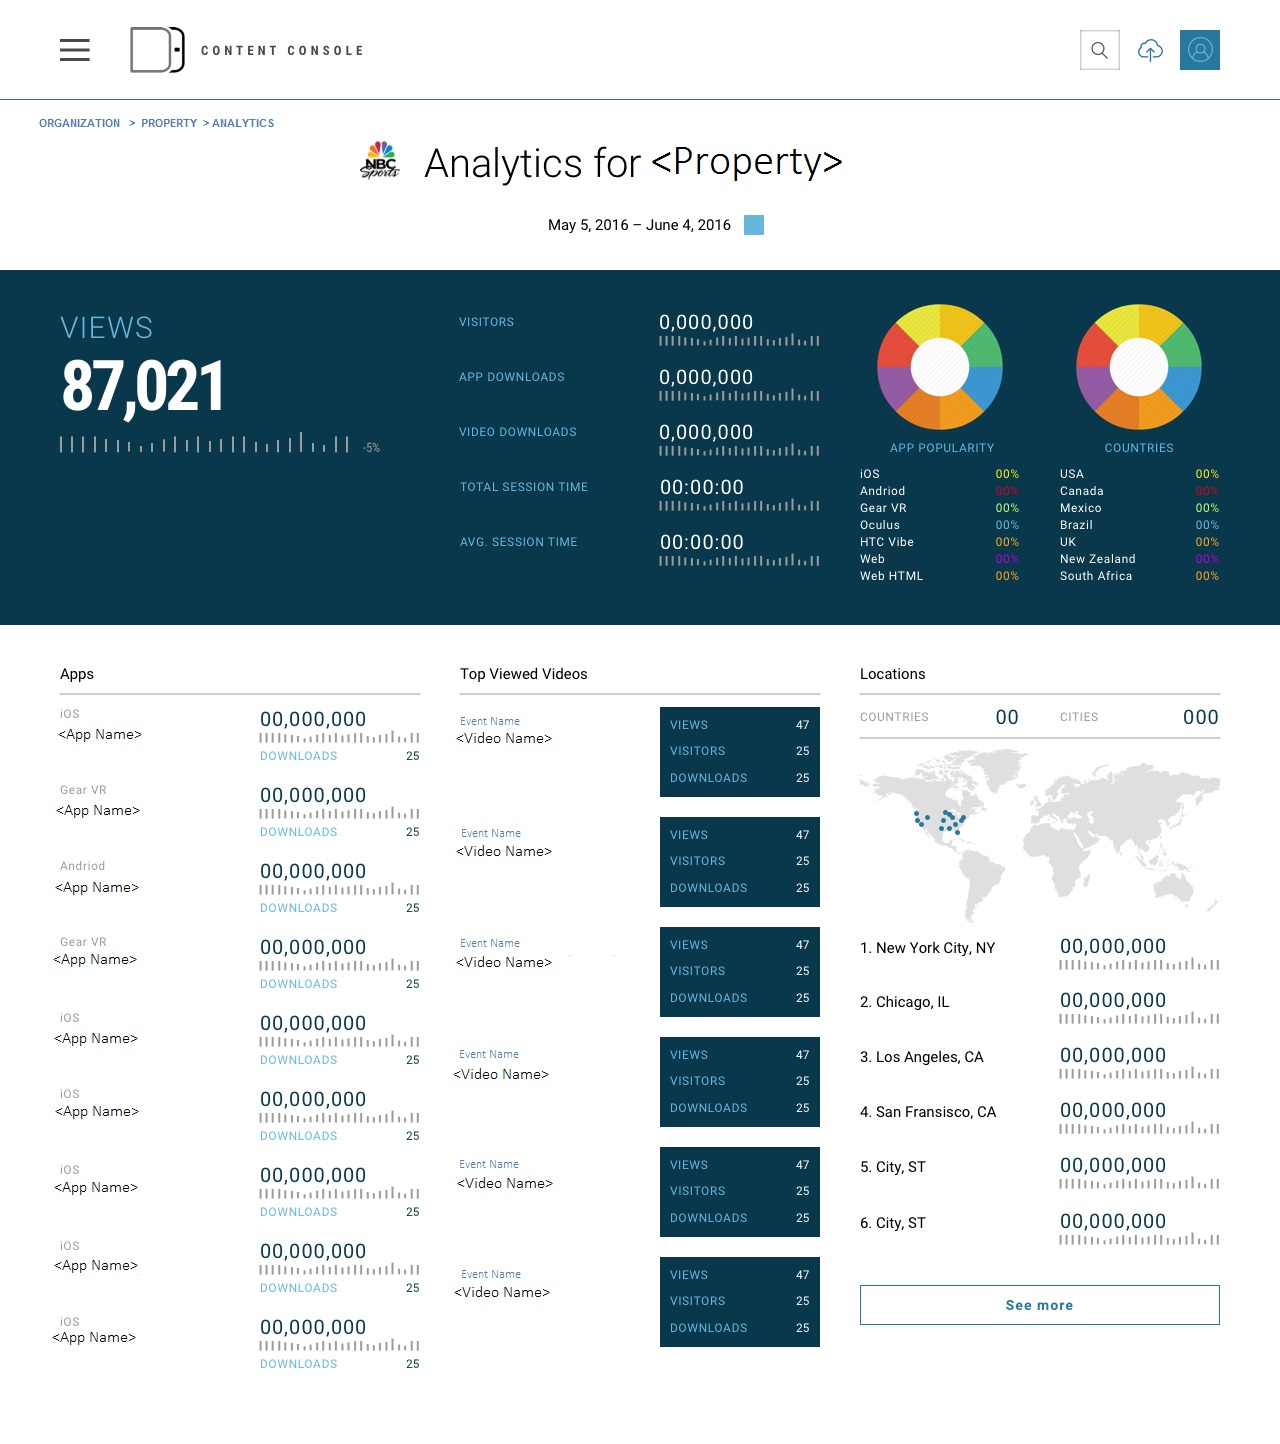 CONTENT CONSOLE
ORGANIZATION > PROPERTY > ANALYTICS
NBC
Sports
Analytics for <Property>
May 5, 2016 – June 4, 2016
VIEWS
87,021
-5%
VISITORS 0,000,000
APP DOWNLOADS 0,000,000
VIDEO DOWNLOADS 0,000,000
TOTAL SESSION TIME 00:00:00
AVG. SESSION TIME 00:00:00
APP POPULARITY
iOS 00%
Andriod 00%
Gear VR 00%
Oculus 00%
HTC Vibe 00%
Web 00%
Web HTML 00%
COUNTRIES
USA 00%
Canada 00%
Mexico 00%
Brazil 00%
UK 00%
New Zealand 00%
South Africa 00%
Apps
iOS
<App Name>
00,000,000
DOWNLOADS 25
Gear VR
<App Name>
00,000,000
DOWNLOADS 25
Andriod
<App Name>
00,000,000
DOWNLOADS 25
Gear VR
<App Name>
00,000,000
DOWNLOADS 25
iOS
<App Name>
00,000,000
DOWNLOADS 25
iOS
<App Name>
00,000,000
DOWNLOADS 25
iOS
<App Name>
00,000,000
DOWNLOADS 25
iOS
<App Name>
00,000,000
DOWNLOADS 25
iOS
<App Name>
00,000,000
DOWNLOADS 25
Top Viewed Videos
Event Name
<Video Name>
VIEWS 47
VISITORS 25
DOWNLOADS 25
Event Name
<Video Name>
VIEWS 47
VISITORS 25
DOWNLOADS 25
Event Name
<Video Name>
VIEWS 47
VISITORS 25
DOWNLOADS 25
Event Name
<Video Name>
VIEWS 47
VISITORS 25
DOWNLOADS 25
Event Name
<Video Name>
VIEWS 47
VISITORS 25
DOWNLOADS 25
Event Name
<Video Name>
VIEWS 47
VISITORS 25
DOWNLOADS 25
Locations
COUNTRIES 00 CITIES 000
1. New York City, NY 00,000,000
2. Chicago, IL 00,000,000
3. Los Angeles, CA 00,000,000
4. San Fransisco, CA 00,000,000
5. City, ST 00,000,000
6. City, ST 00,000,000
See more